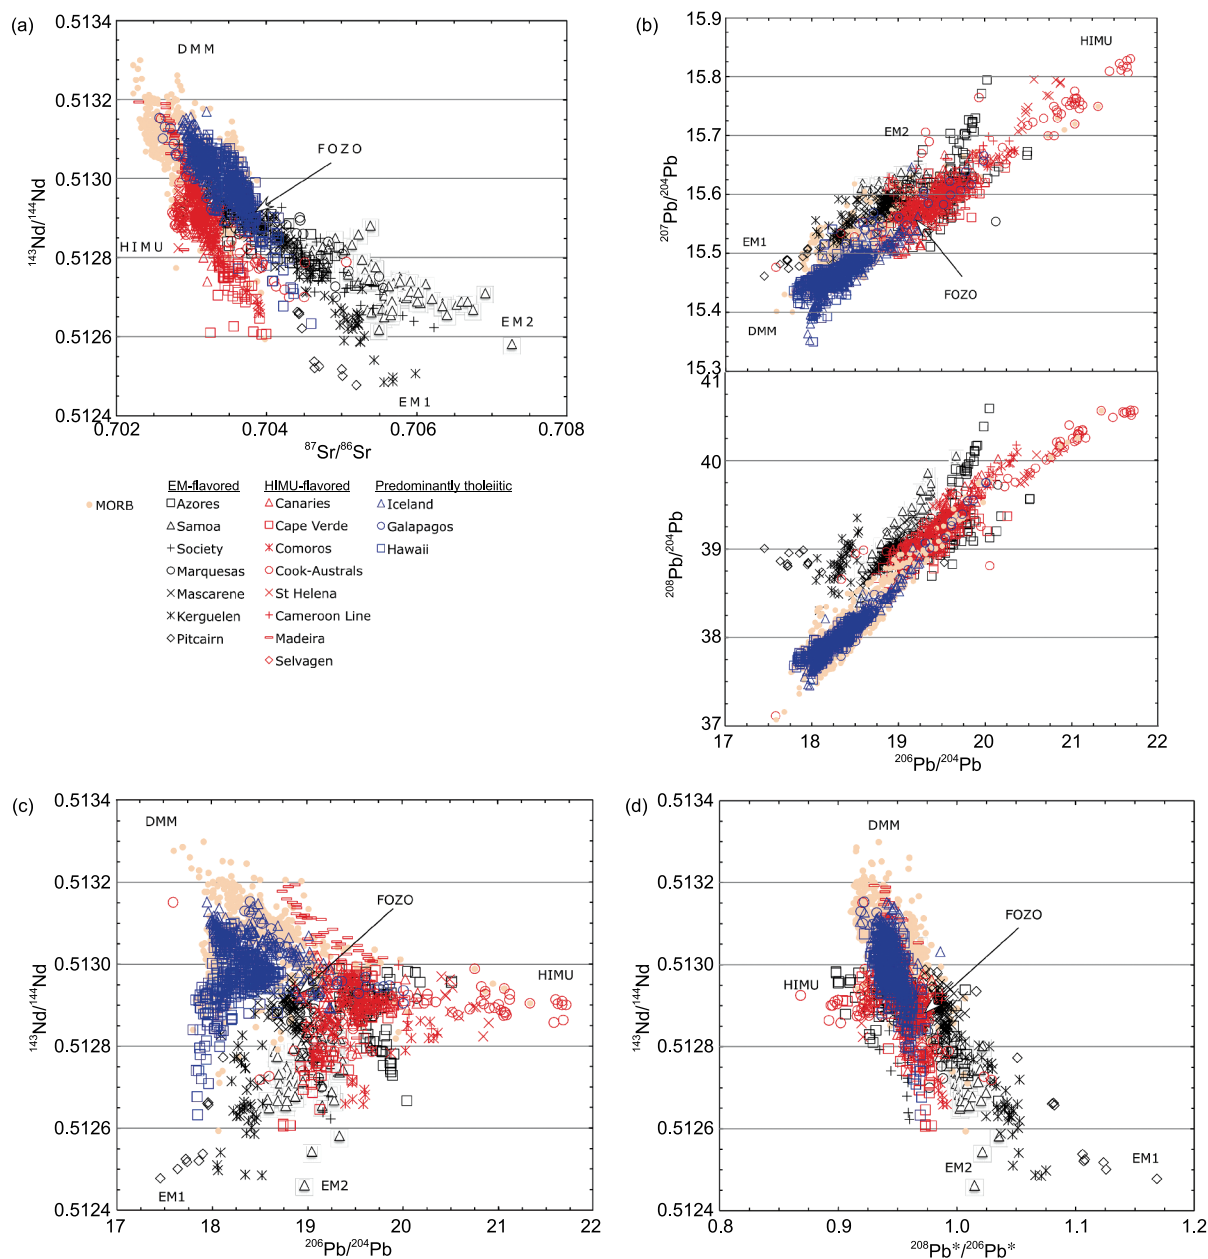 (a)
0.5134
0.5132
0.5130
0.5128
0.5126
0.5124
143Nd/144Nd
DMM
FOZO
HIMU
EM2
EM1
0.702
0.704
0.706
0.708
87Sr/86Sr
MORB
EM-flavored
Azores
Samoa
Society
Marquesas
Mascarene
Kerguelen
Pitcairn
HIMU-flavored
Canaries
Cape Verde
Comoros
Cook-Australs
St Helena
Cameroon Line
Madeira
Selvagen
Predominantly tholeiitic
Iceland
Galapagos
Hawaii
(b)
15.9
15.8
15.7
15.6
15.5
15.4
15.3
207Pb/204Pb
HIMU
EM2
EM1
FOZO
DMM
41
40
39
38
37
208Pb/204Pb
17
18
19
20
21
22
206Pb/204Pb
(c)
0.5134
0.5132
0.5130
0.5128
0.5126
0.5124
143Nd/144Nd
DMM
FOZO
HIMU
EM1
EM2
17
18
19
20
21
22
206Pb/204Pb
(d)
0.5134
0.5132
0.5130
0.5128
0.5126
0.5124
143Nd/144Nd
DMM
FOZO
HIMU
EM2
EM1
0.8
0.9
1.0
1.1
1.2
208Pb*/206Pb*